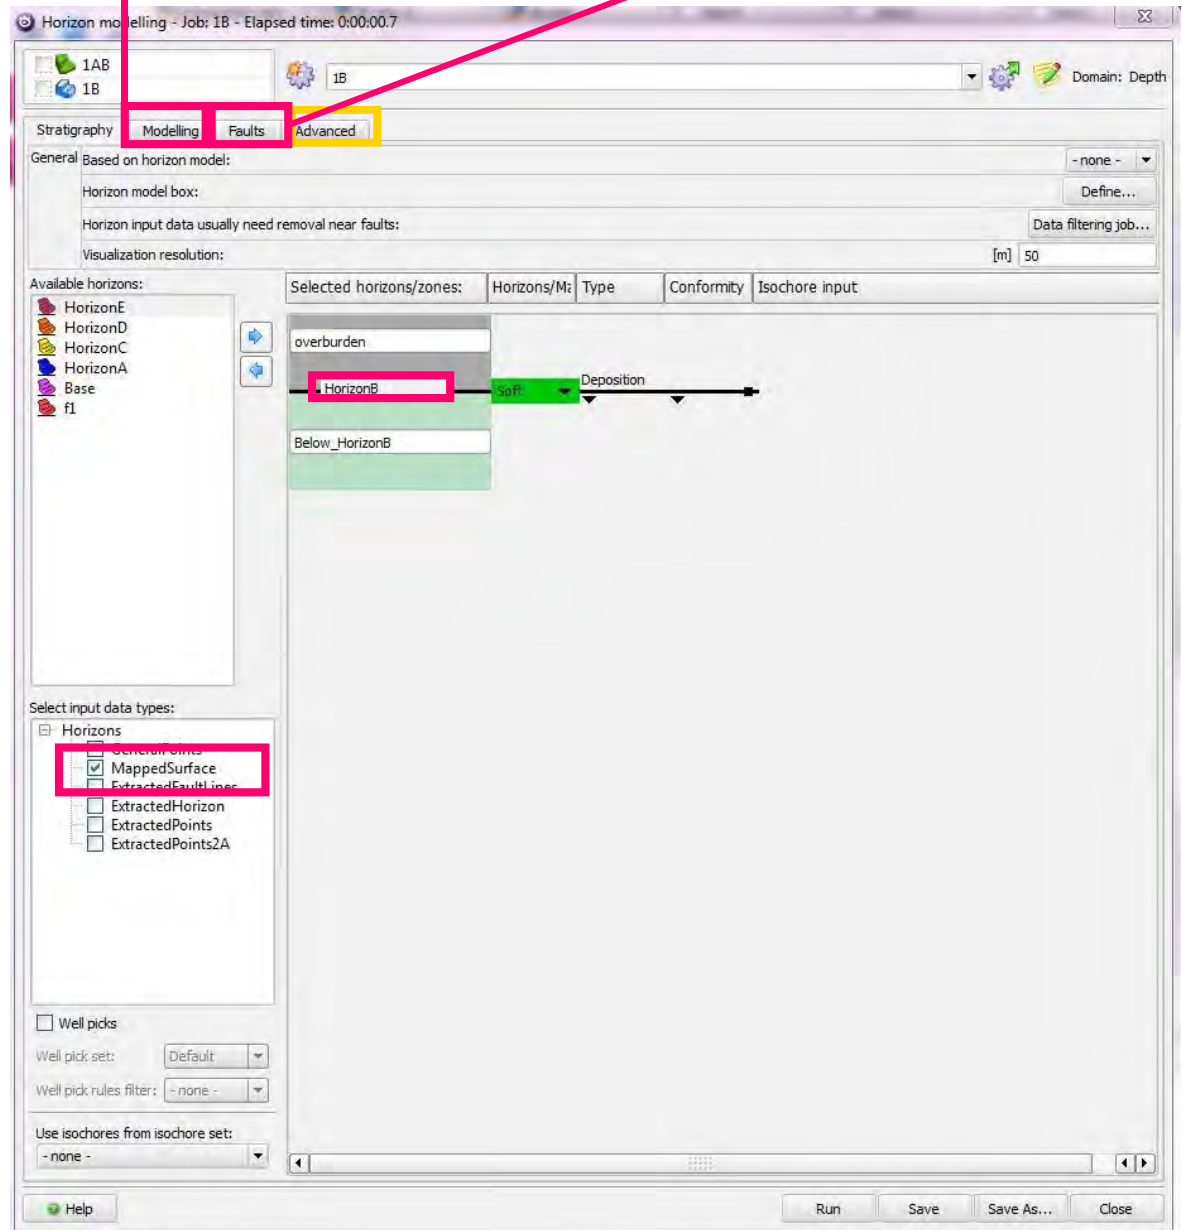 Horizon modelling - Job: 1B - Elapsed time: 0:00:00.7
1AB
1B
1B
Domain: Depth
Stratigraphy Modelling Faults Advanced
General Based on horizon model: - none -
Horizon model box: Define...
Horizon input data usually need removal near faults: Data filtering job...
Visualization resolution: [m] 50
Available horizons:
HorizonE
HorizonD
HorizonC
HorizonA
Base
f1
Selected horizons/zones: Horizons/Ma Type Conformity Isochore input
overburden
HorizonB Soft Deposition
Below_HorizonB
Select input data types:
Horizons
GeneralPoints
MappedSurface
ExtractedFaultLines
ExtractedHorizon
ExtractedPoints
ExtractedPoints2A
Well picks
Well pick set: Default
Well pick rules filter: - none -
Use isochores from isochore set:
- none -
Help Run Save Save As... Close